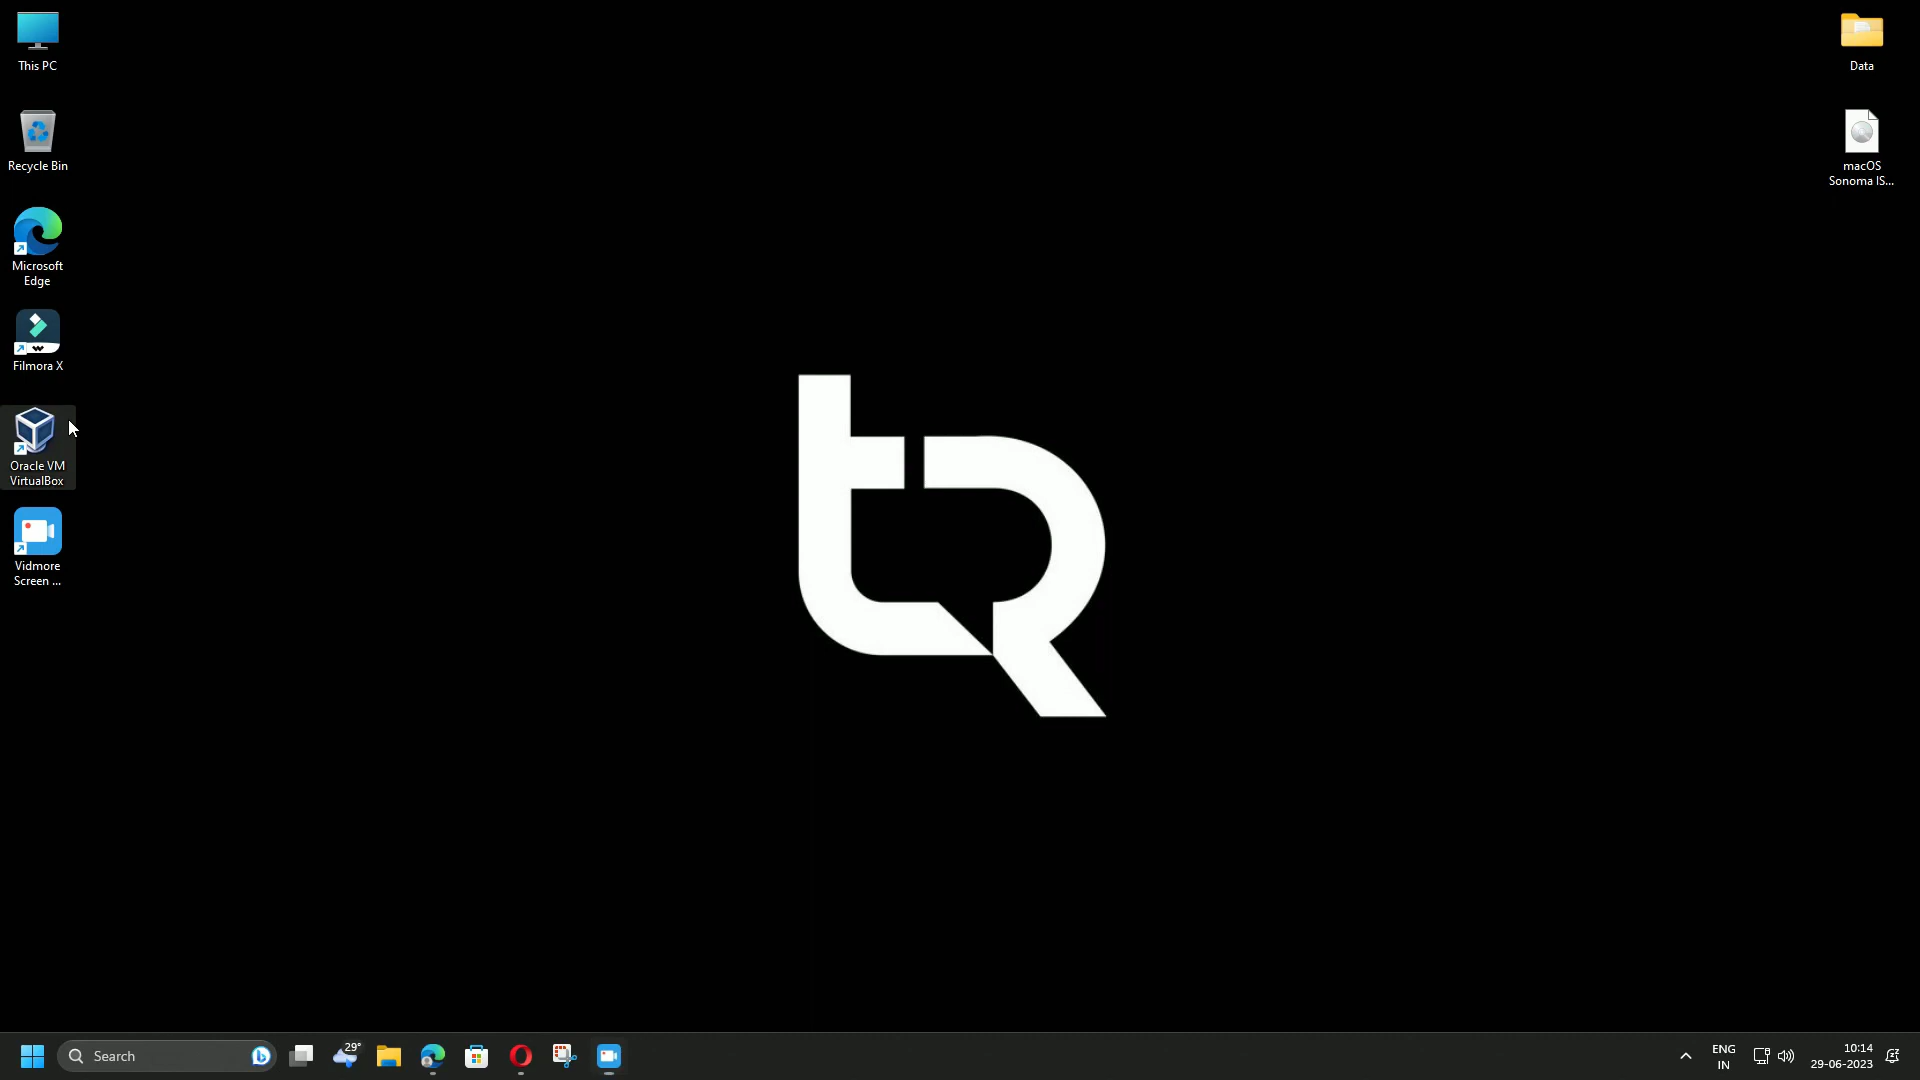 This PC
Recycle Bin
Microsoft
Edge
Filmora X
Oracle VM
VirtualBox
Vidmore
Screen ...
Data
macOS
Sonoma IS...
tR
Search
29°
ENG
IN
10:14
29-06-2023